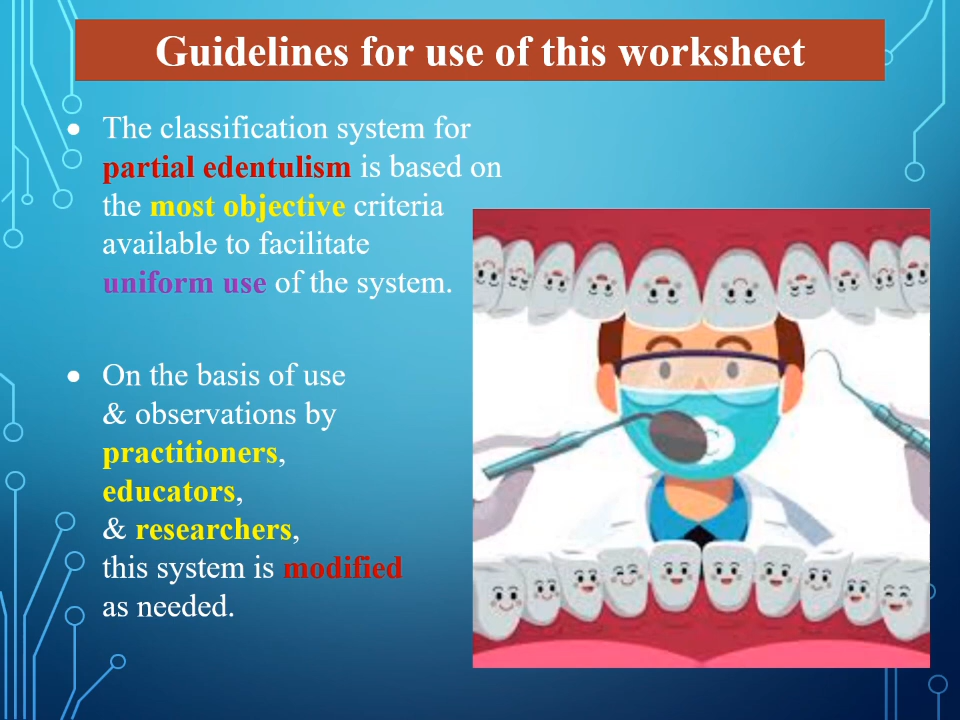 Guidelines for use of this worksheet
• The classification system for
partial edentulism is based on
the most objective criteria
available to facilitate
uniform use of the system.
• On the basis of use
& observations by
practitioners,
educators,
& researchers,
this system is modified
as needed.